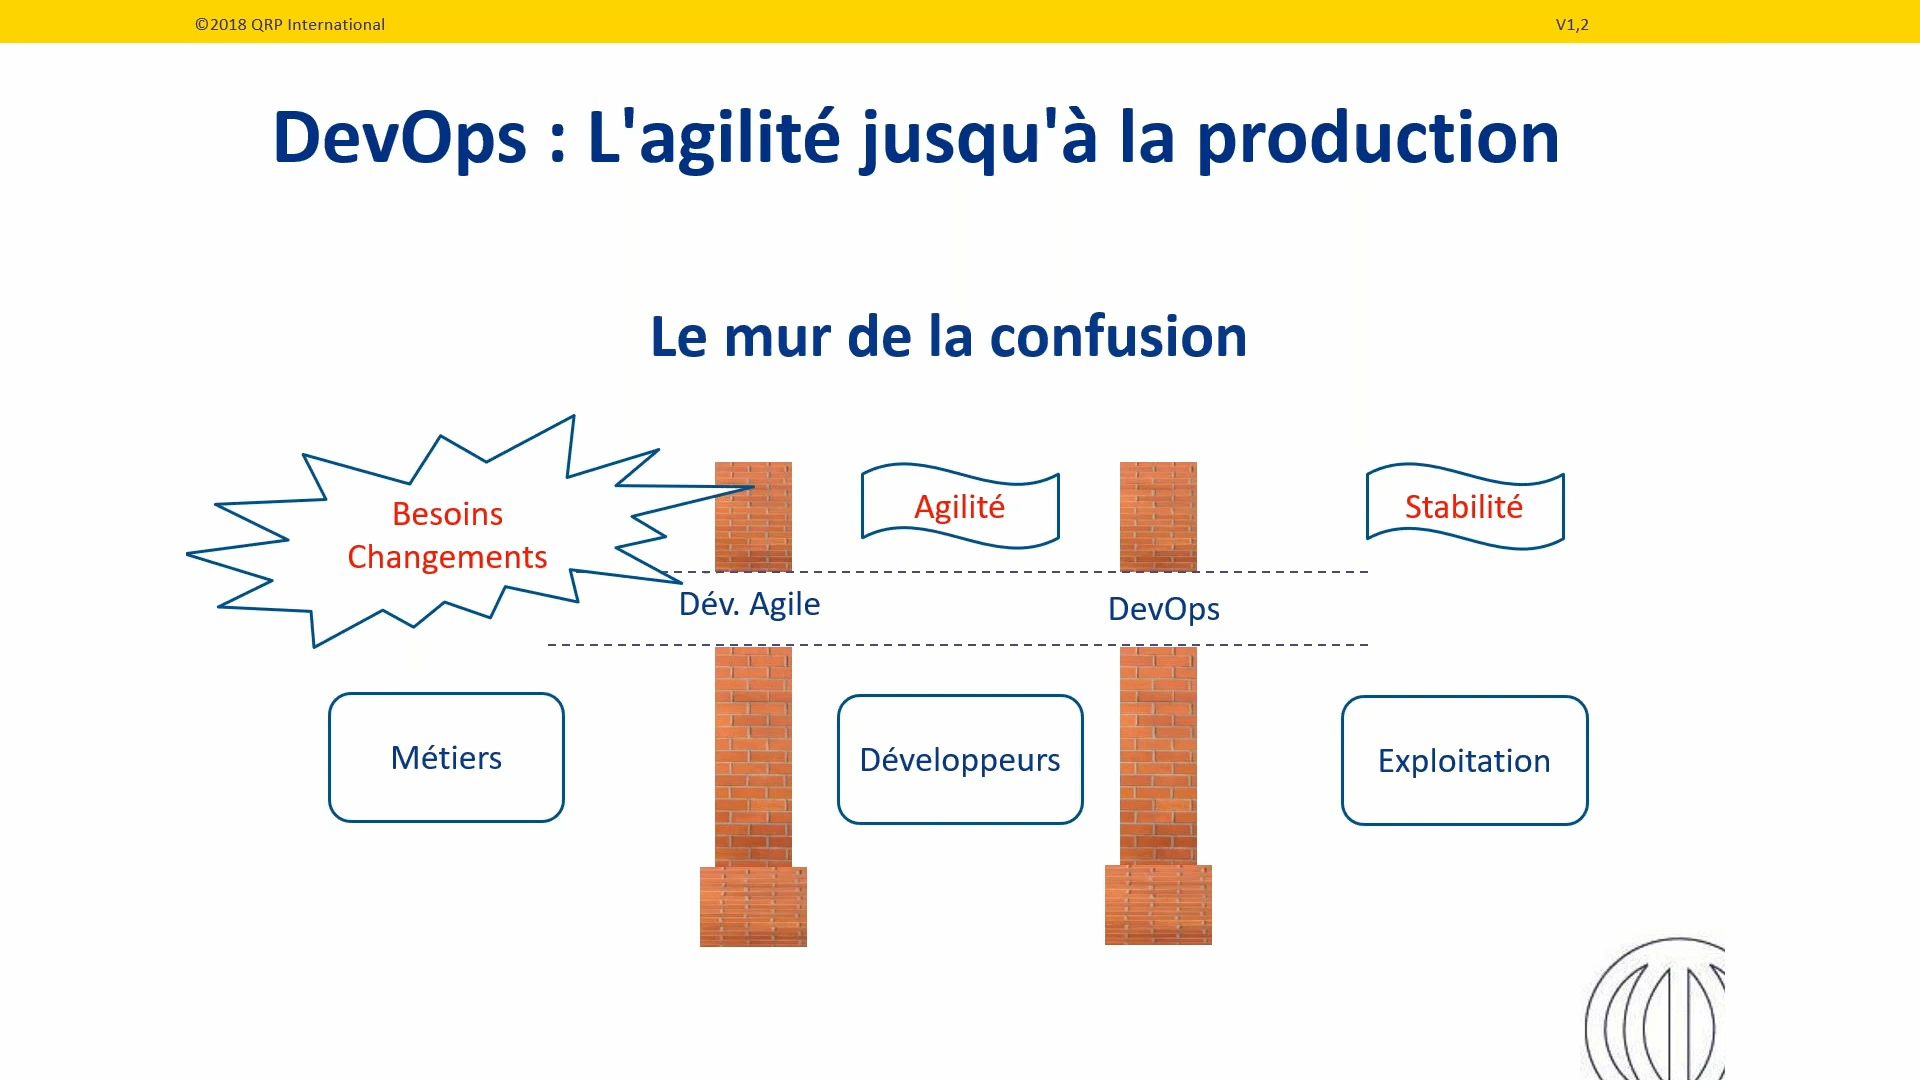 ©2018 QRP International
V1,2
DevOps : L'agilité jusqu'à la production
Le mur de la confusion
Besoins
Changements
Agilité
Stabilité
Dév. Agile
DevOps
Métiers
Développeurs
Exploitation